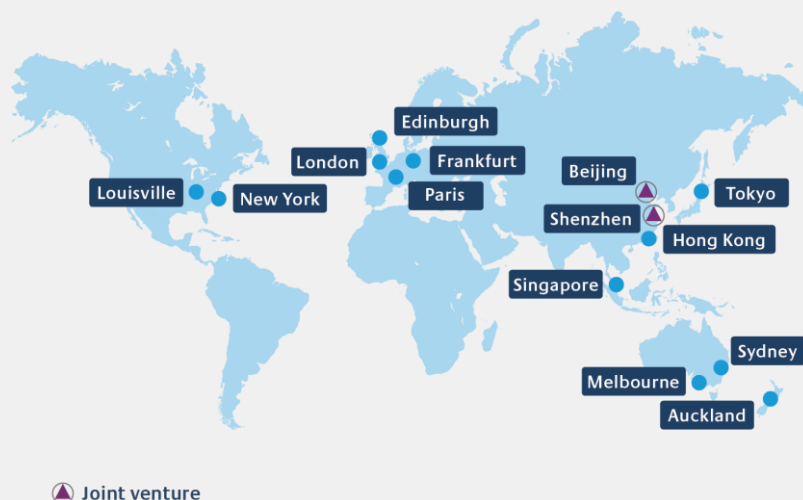 Edinburgh
London
Frankfurt
Beijing
Louisville
New York
Paris
Tokyo
Shenzhen
Hong Kong
Singapore
Sydney
Melbourne
Auckland
Joint venture